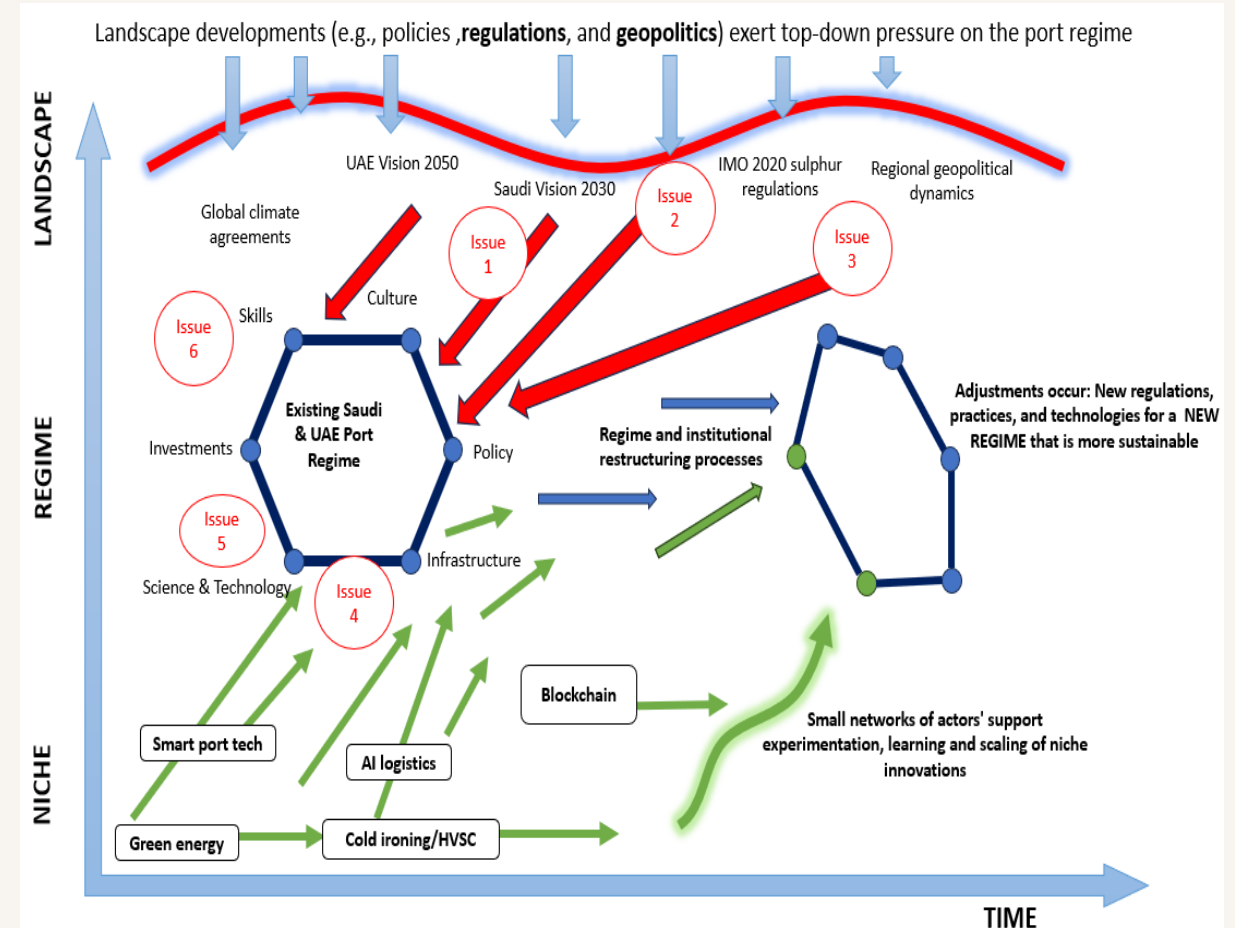 Landscape developments (e.g., policies ,regulations, and geopolitics) exert top-down pressure on the port regime
LANDSCAPE
UAE Vision 2050
Saudi Vision 2030
IMO 2020 sulphur
regulations
Regional geopolitical
dynamics
Global climate
agreements
Issue
1
Issue
2
Issue
3
Culture
Skills
Issue
6
REGIME
Existing Saudi
& UAE Port
Regime
Investments
Policy
Regime and institutional
restructuring processes
Adjustments occur: New regulations,
practices, and technologies for a NEW
REGIME that is more sustainable
Issue
5
Infrastructure
Science & Technology
Issue
4
NICHE
Blockchain
Smart port tech
AI logistics
Small networks of actors' support
experimentation, learning and scaling of niche
innovations
Green energy
Cold ironing/HVSC
TIME